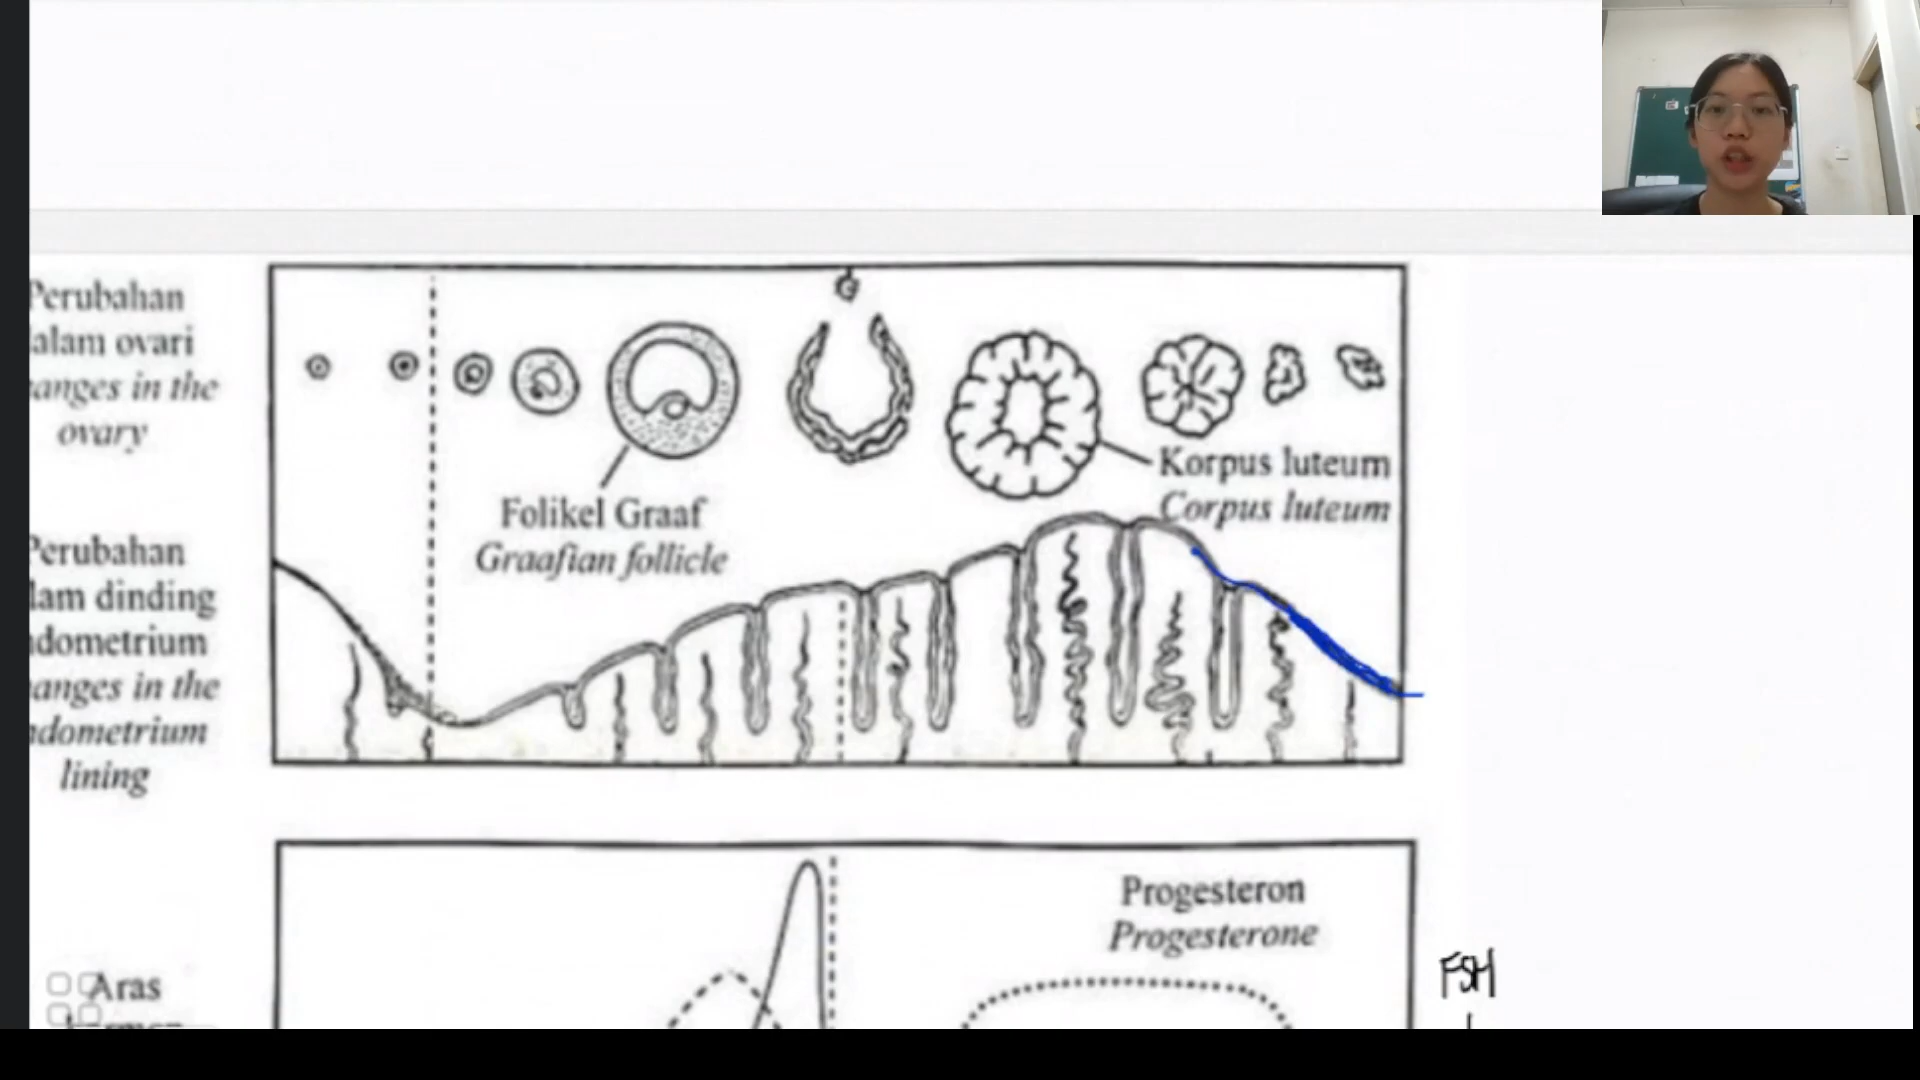 Perubahan
alam ovari
anges in the
ovary
Folikel Graaf
Graafian follicle
Korpus luteum
Corpus luteum
Perubahan
lam dinding
ndometrium
anges in the
ndometrium
lining
Progesteron
Progesterone
FSH
Aras